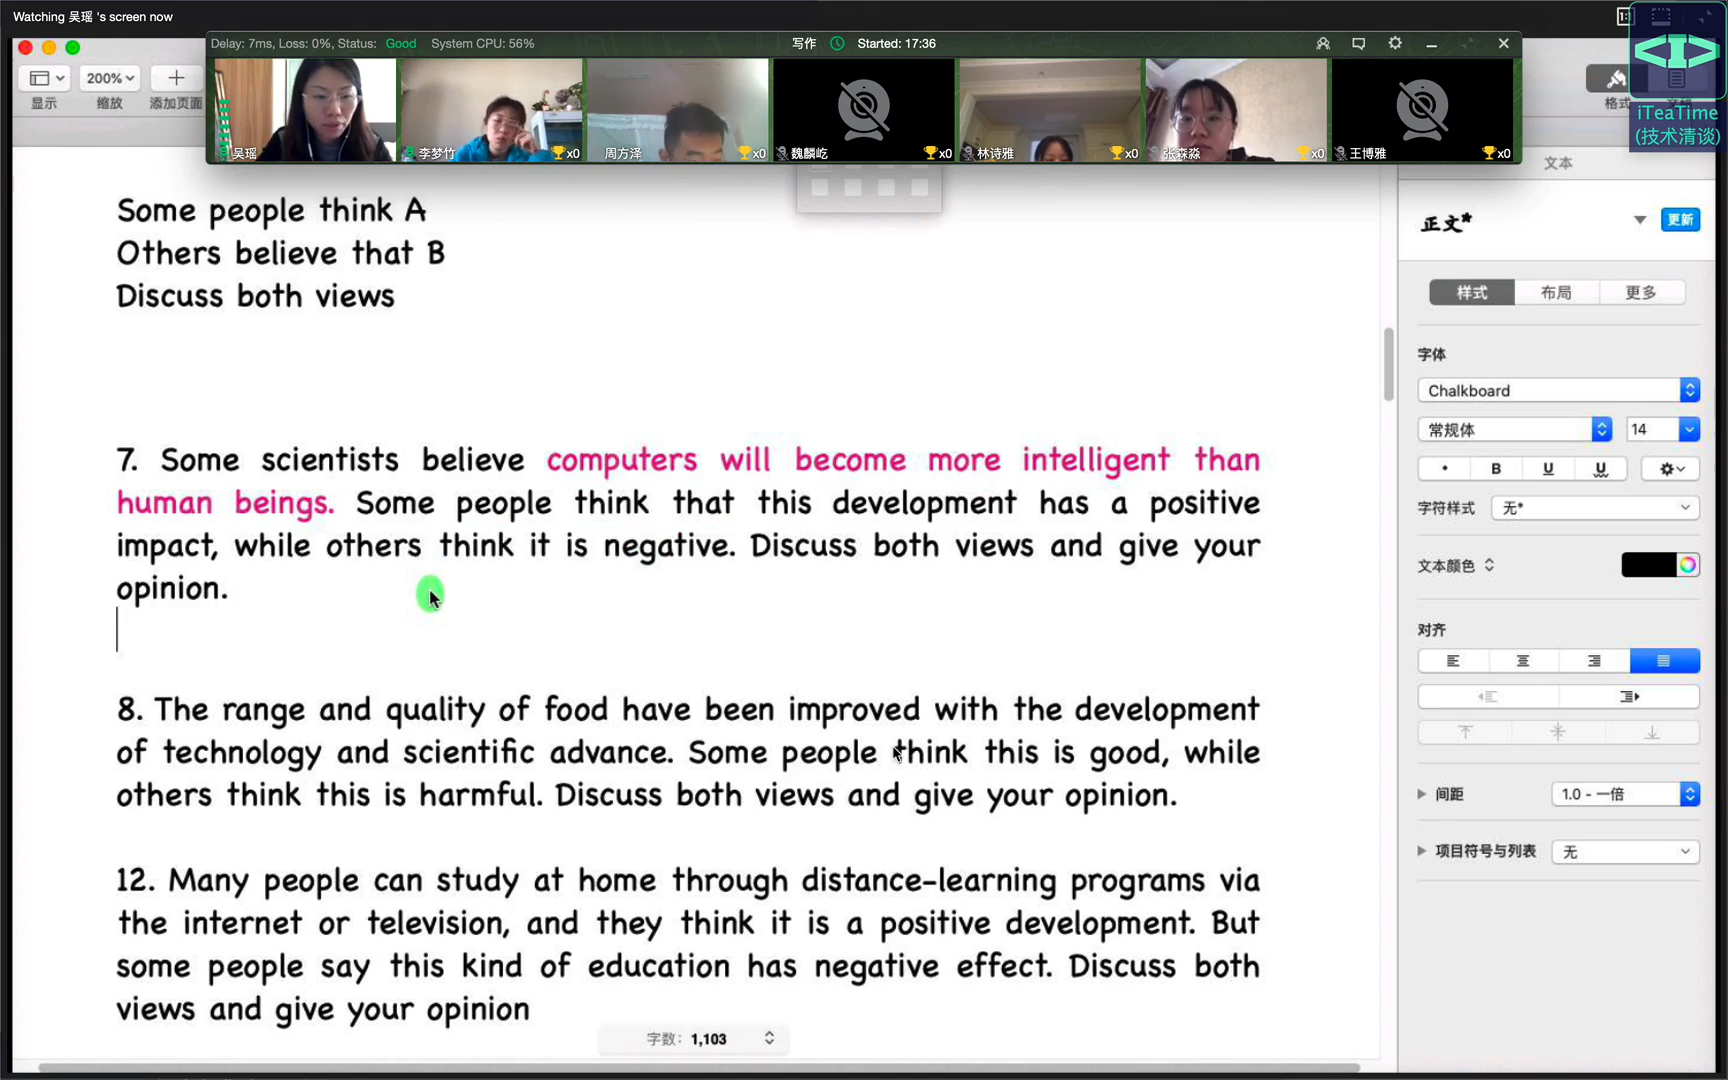 Watching 吴瑶 's screen now
Delay: 7ms, Loss: 0%, Status: Good System CPU: 56%
写作 Started: 17:36
200%
显示 缩放 添加页面
吴瑶
李梦竹 x0
周方泽 x0
魏麟屹 x0
林诗雅 x0
张森淼 x0
王博雅 x0
iTeaTime
(技术清谈)
文本
Some people think A
Others believe that B
Discuss both views
7. Some scientists believe computers will become more intelligent than
human beings. Some people think that this development has a positive
impact, while others think it is negative. Discuss both views and give your
opinion.
8. The range and quality of food have been improved with the development
of technology and scientific advance. Some people think this is good, while
others think this is harmful. Discuss both views and give your opinion.
12. Many people can study at home through distance-learning programs via
the internet or television, and they think it is a positive development. But
some people say this kind of education has negative effect. Discuss both
views and give your opinion
字数: 1,103
正文*
更新
样式 布局 更多
字体
Chalkboard
常规体 14
B U U
字符样式 无*
文本颜色
对齐
间距 1.0 - 一倍
项目符号与列表 无